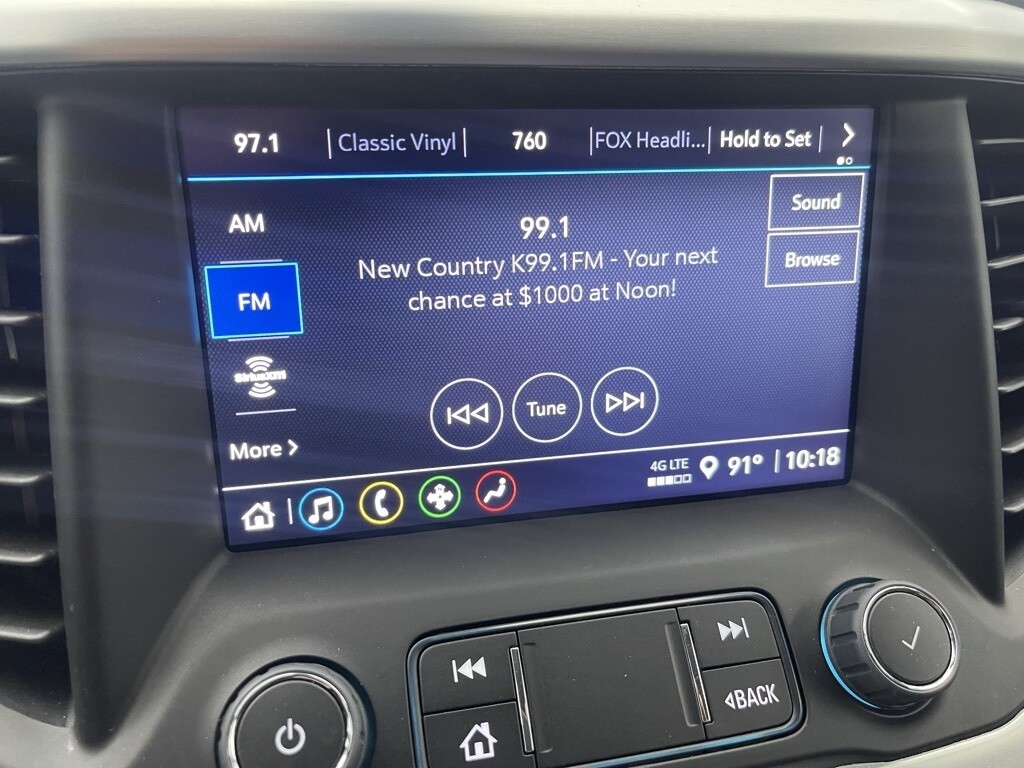 97.1
Classic Vinyl
760
FOX Headli...
Hold to Set
Sound
AM
99.1
New Country K99.1FM - Your next
Browse
FM
chance at $1000 at Noon!
SiriusXM
Tune
More
4G LTE
91°
10:18
BACK